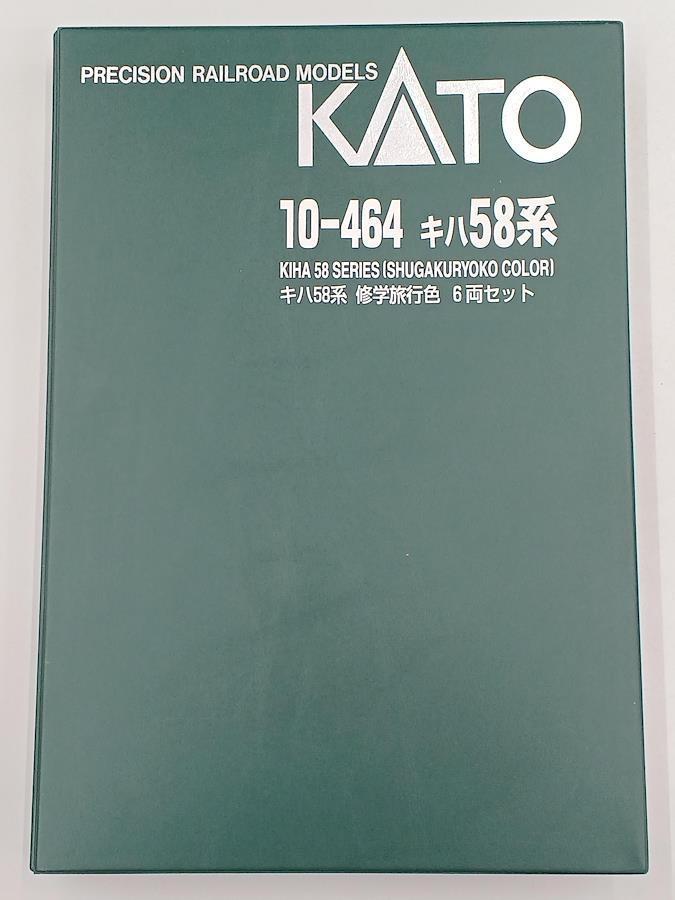 PRECISION RAILROAD MODELS
KATO
10-464 キハ58系
KIHA 58 SERIES (SHUGAKURYOKO COLOR)
キハ58系 修学旅行色 6両セット